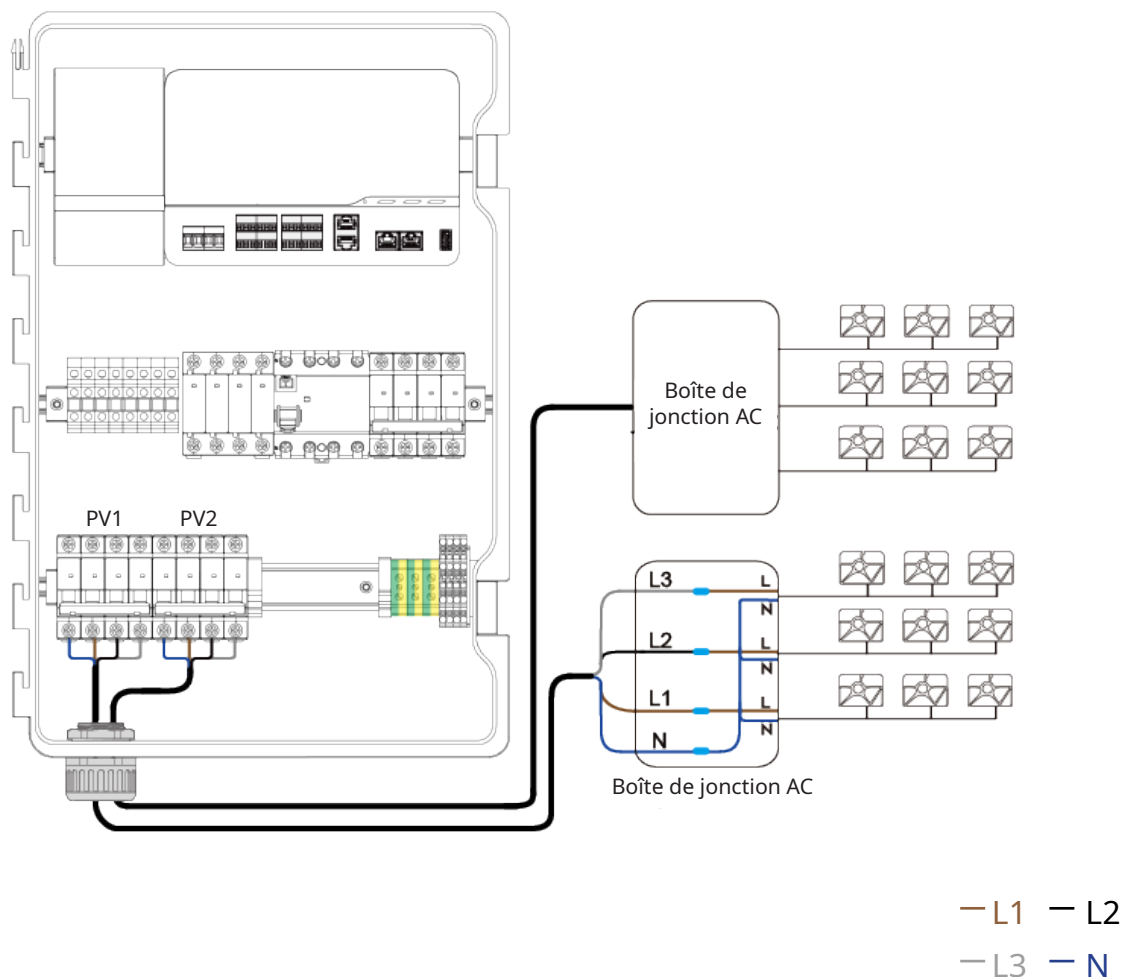 Boîte de
jonction AC
PV1 PV2
L3 L
N
L2 L
N
L1 L
N
N
Boîte de jonction AC
L1 L2
L3 N